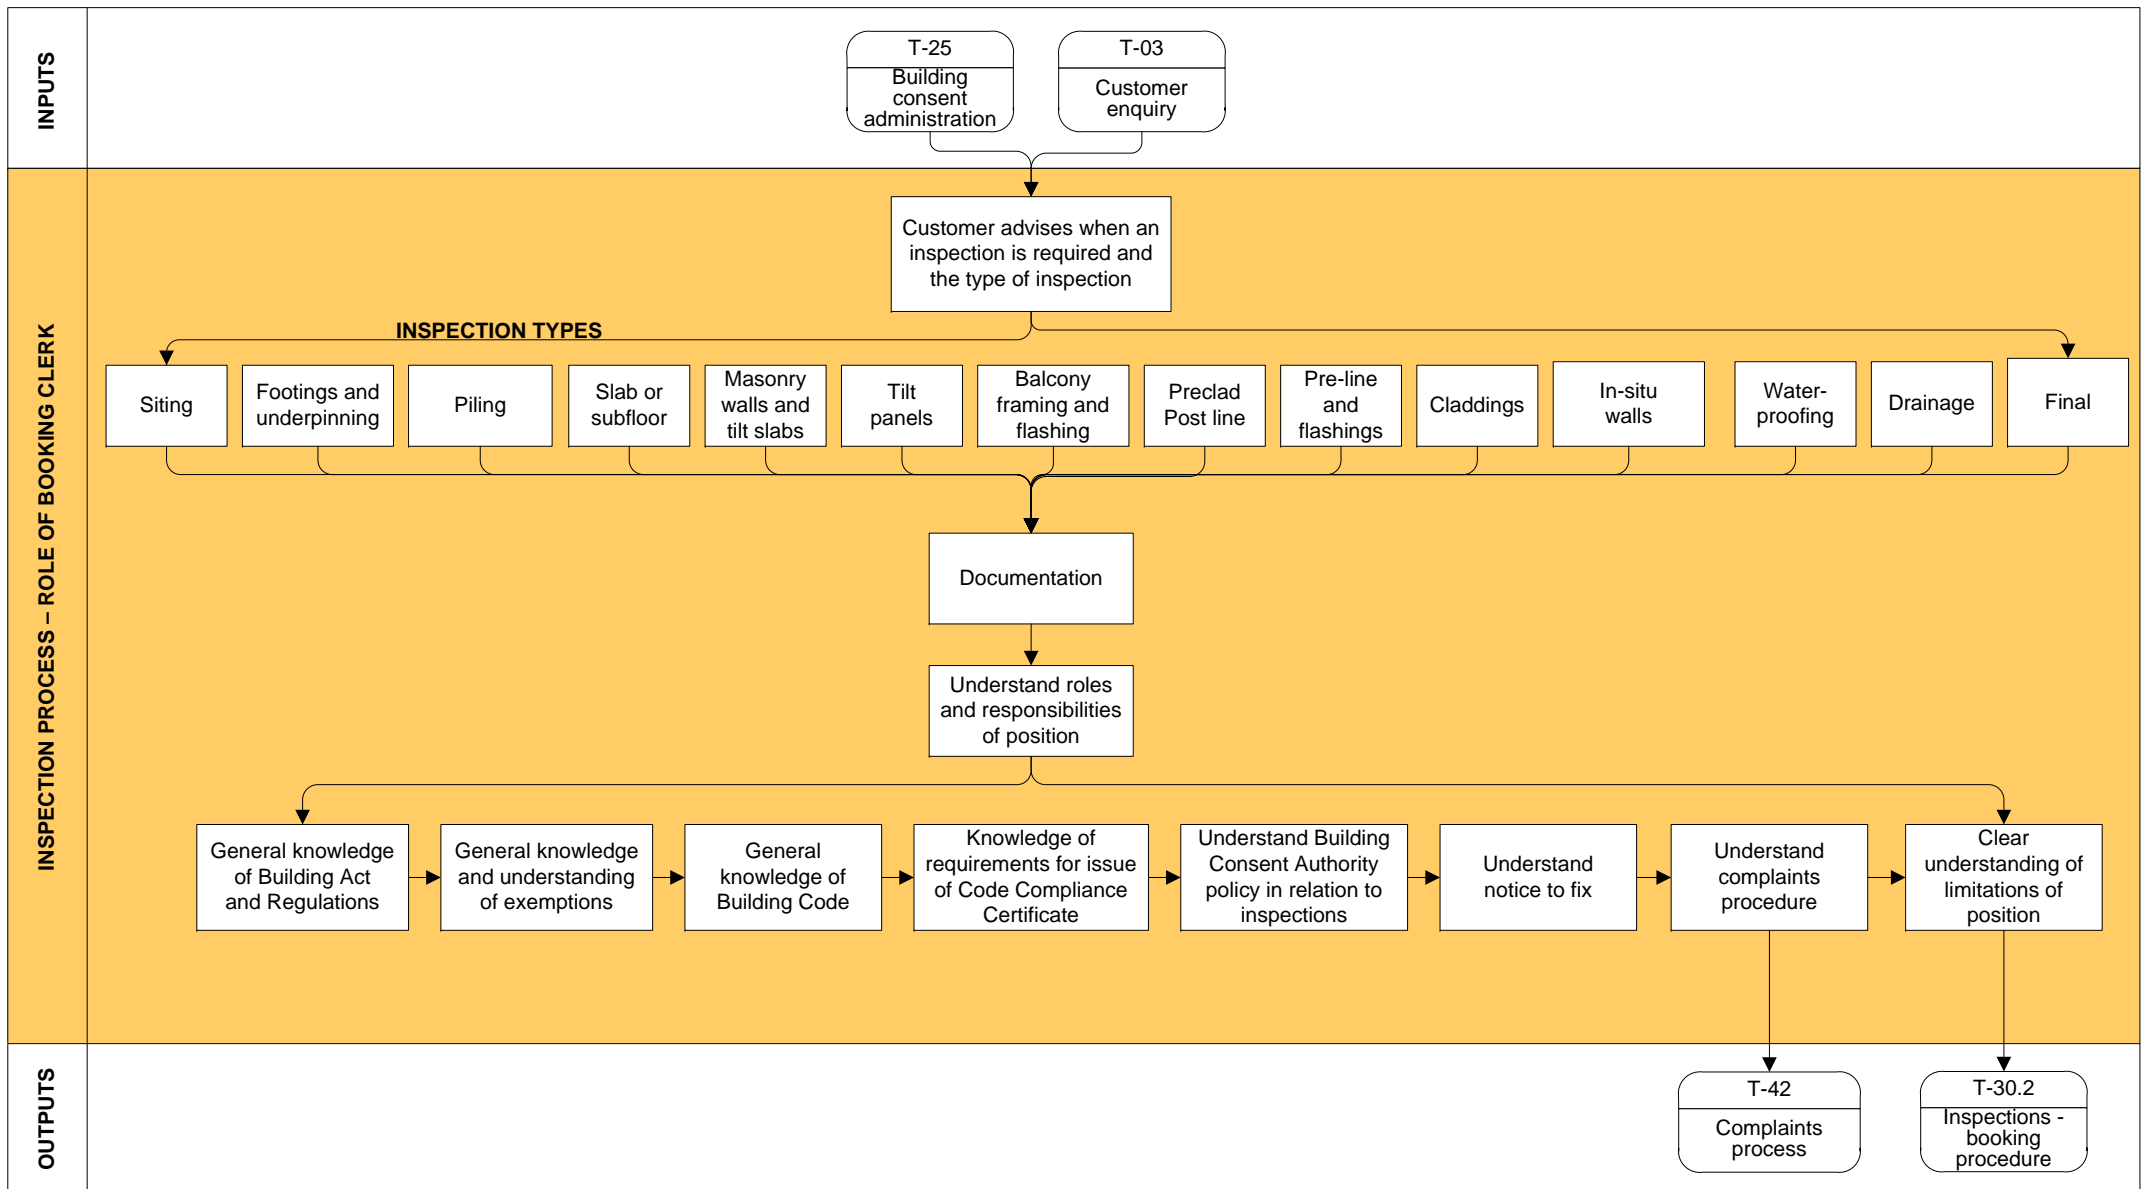 INPUTS
T-25
Building
consent
administration
T-03
Customer
enquiry
INSPECTION PROCESS – ROLE OF BOOKING CLERK
Customer advises when an
inspection is required and
the type of inspection
INSPECTION TYPES
Siting
Footings and
underpinning
Piling
Slab or
subfloor
Masonry
walls and
tilt slabs
Tilt
panels
Balcony
framing and
flashing
Preclad
Post line
Pre-line
and
flashings
Claddings
In-situ
walls
Water-
proofing
Drainage
Final
Documentation
Understand roles
and responsibilities
of position
General knowledge
of Building Act
and Regulations
General knowledge
and understanding
of exemptions
General
knowledge of
Building Code
Knowledge of
requirements for issue
of Code Compliance
Certificate
Understand Building
Consent Authority
policy in relation to
inspections
Understand
notice to fix
Understand
complaints
procedure
Clear
understanding of
limitations of
position
OUTPUTS
T-42
Complaints
process
T-30.2
Inspections -
booking
procedure